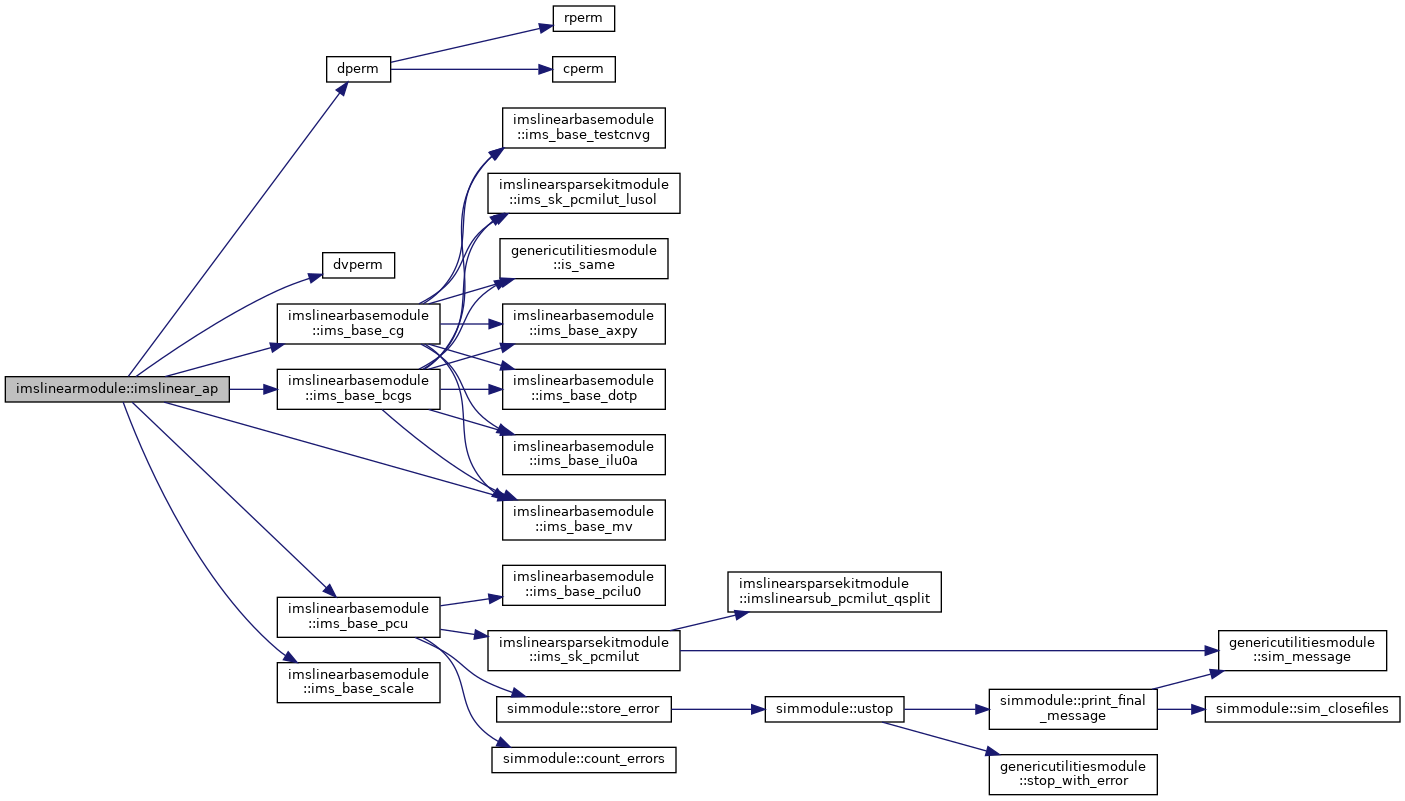 rperm
dperm
cperm
imslinearbasemodule
::ims_base_testcnvg
imslinearsparsekitmodule
::ims_sk_pcmilut_lusol
genericutilitiesmodule
::is_same
dvperm
imslinearbasemodule
::ims_base_cg
imslinearbasemodule
::ims_base_axpy
imslinearmodule::imslinear_ap
imslinearbasemodule
::ims_base_bcgs
imslinearbasemodule
::ims_base_dotp
imslinearbasemodule
::ims_base_ilu0a
imslinearbasemodule
::ims_base_mv
imslinearbasemodule
::ims_base_pcilu0
imslinearsparsekitmodule
::imslinearsub_pcmilut_qsplit
imslinearbasemodule
::ims_base_pcu
imslinearsparsekitmodule
::ims_sk_pcmilut
genericutilitiesmodule
::sim_message
imslinearbasemodule
::ims_base_scale
simmodule::store_error
simmodule::ustop
simmodule::print_final
_message
simmodule::sim_closefiles
simmodule::count_errors
genericutilitiesmodule
::stop_with_error